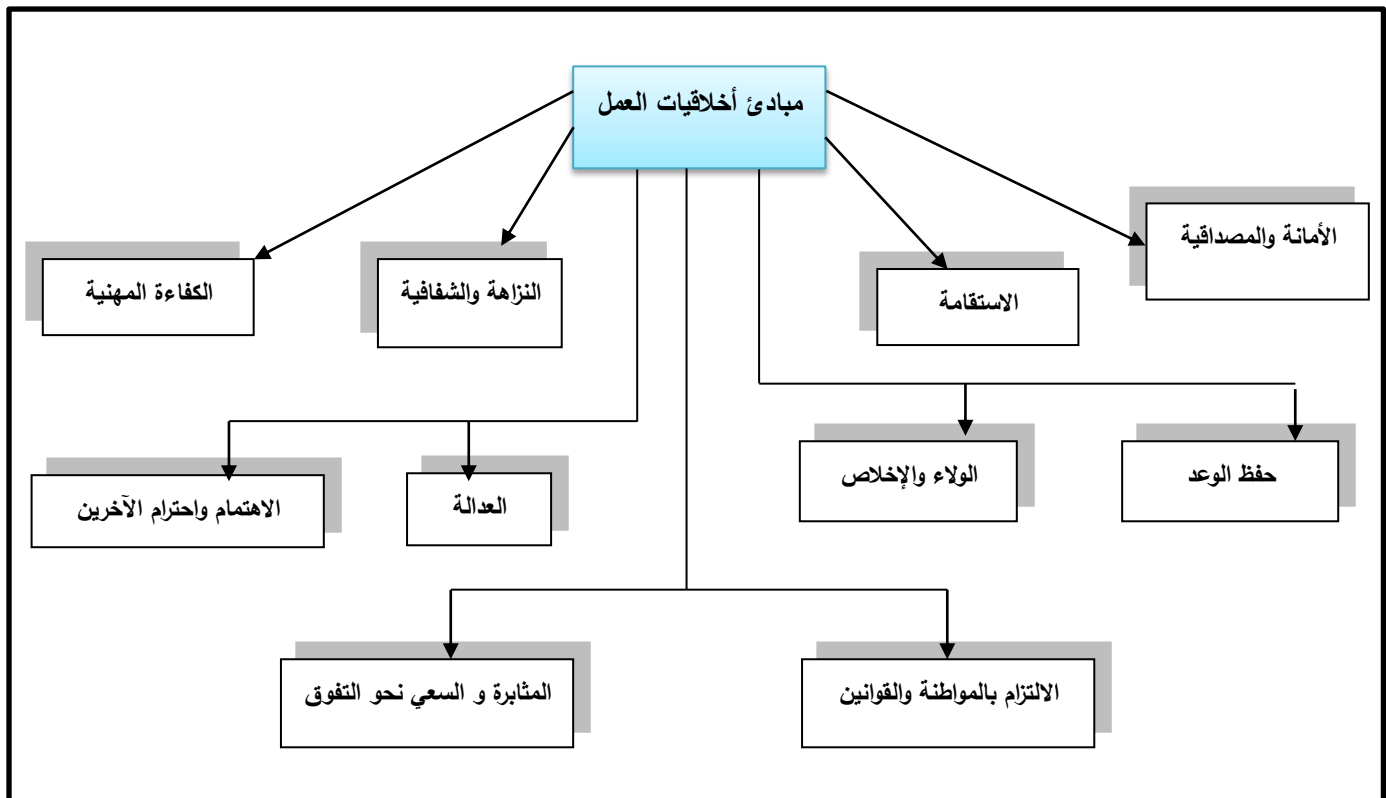 مبادئ أخلاقيات العمل
الأمانة والمصداقية
الاستقامة
النزاهة والشفافية
الكفاءة المهنية
حفظ الوعد
الولاء والإخلاص
العدالة
الاهتمام واحترام الآخرين
الالتزام بالمواطنة والقوانين
المثابرة و السعي نحو التفوق